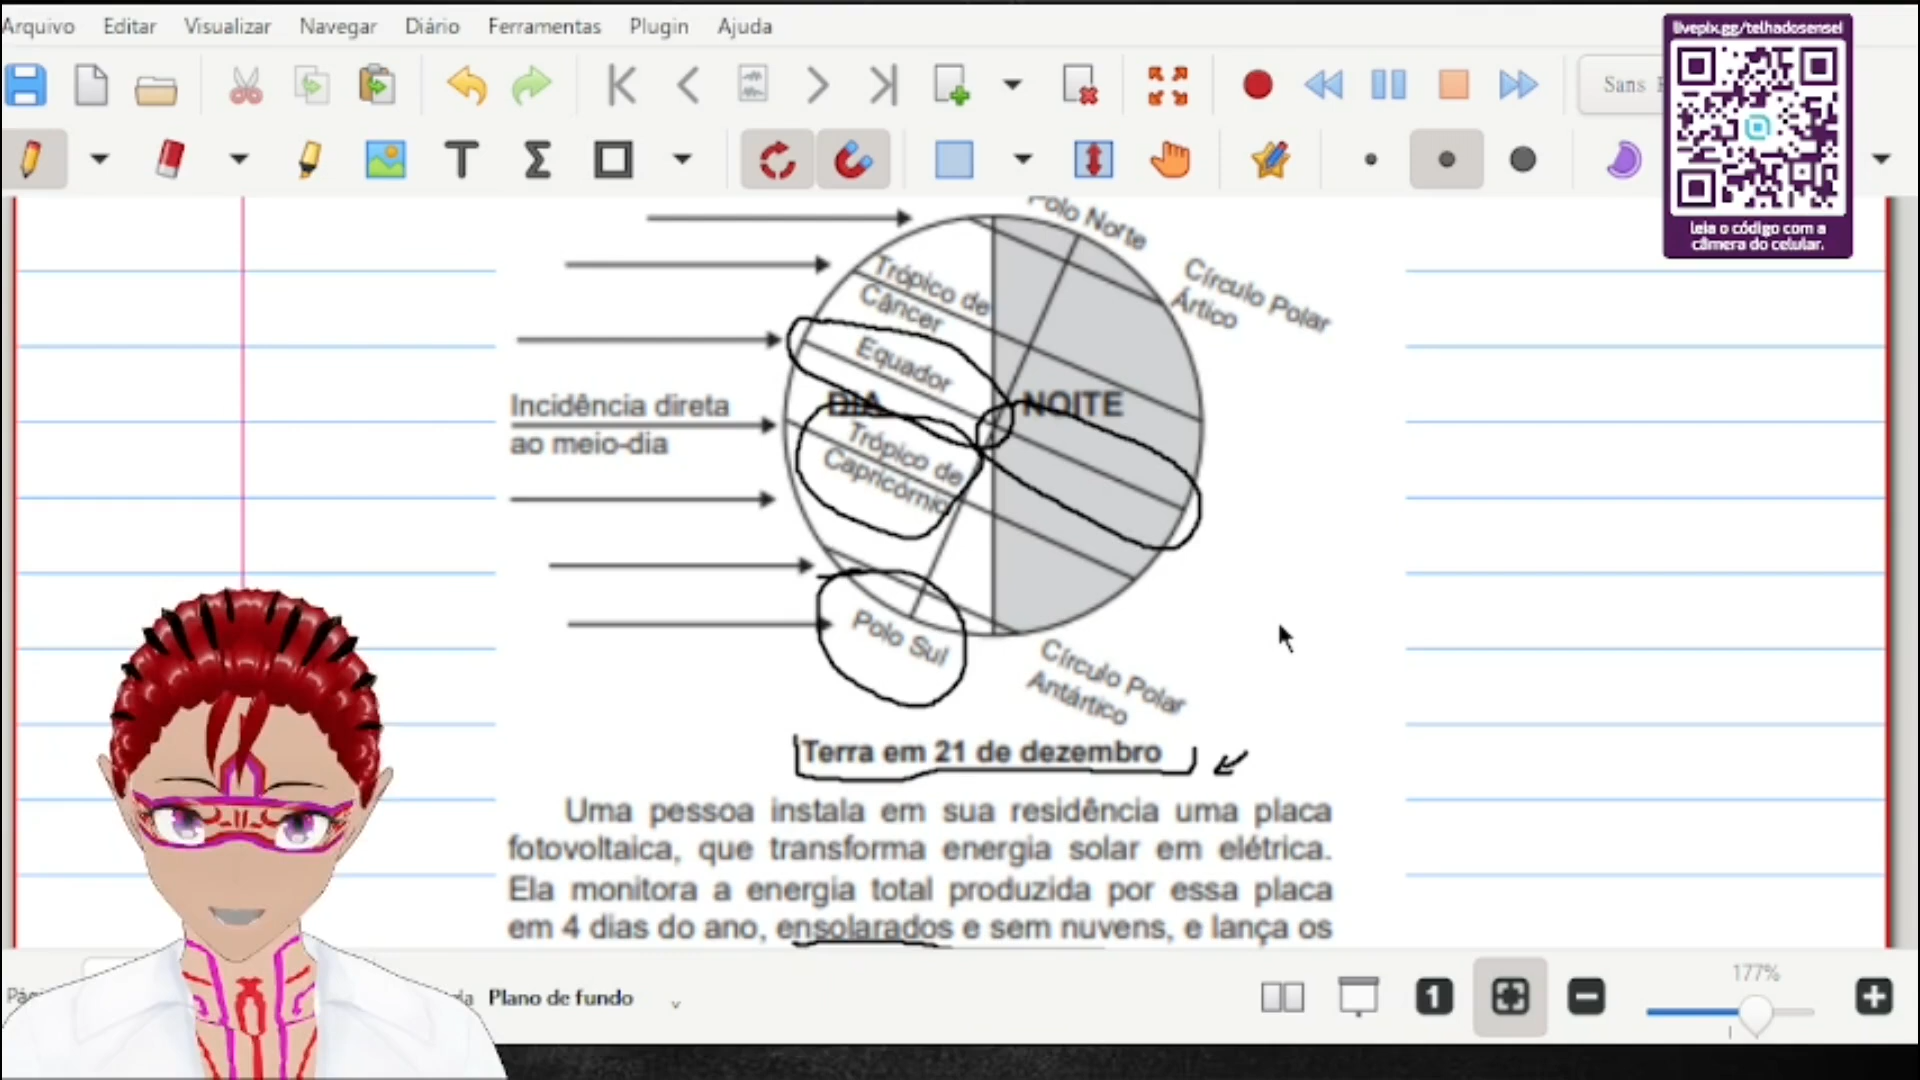 Arquivo Editar Visualizar Navegar Diário Ferramentas Plugin Ajuda
livepix.gg/telhadosensei
Sans
leia o código com a
câmera do celular.
Polo Norte
Círculo Polar
Ártico
Trópico de
Câncer
Equador
DIA
NOITE
Incidência direta
ao meio-dia
Trópico de
Capricórnio
Polo Sul
Círculo Polar
Antártico
Terra em 21 de dezembro
Uma pessoa instala em sua residência uma placa
fotovoltaica, que transforma energia solar em elétrica.
Ela monitora a energia total produzida por essa placa
em 4 dias do ano, ensolarados e sem nuvens, e lança os
Plano de fundo
1
177%